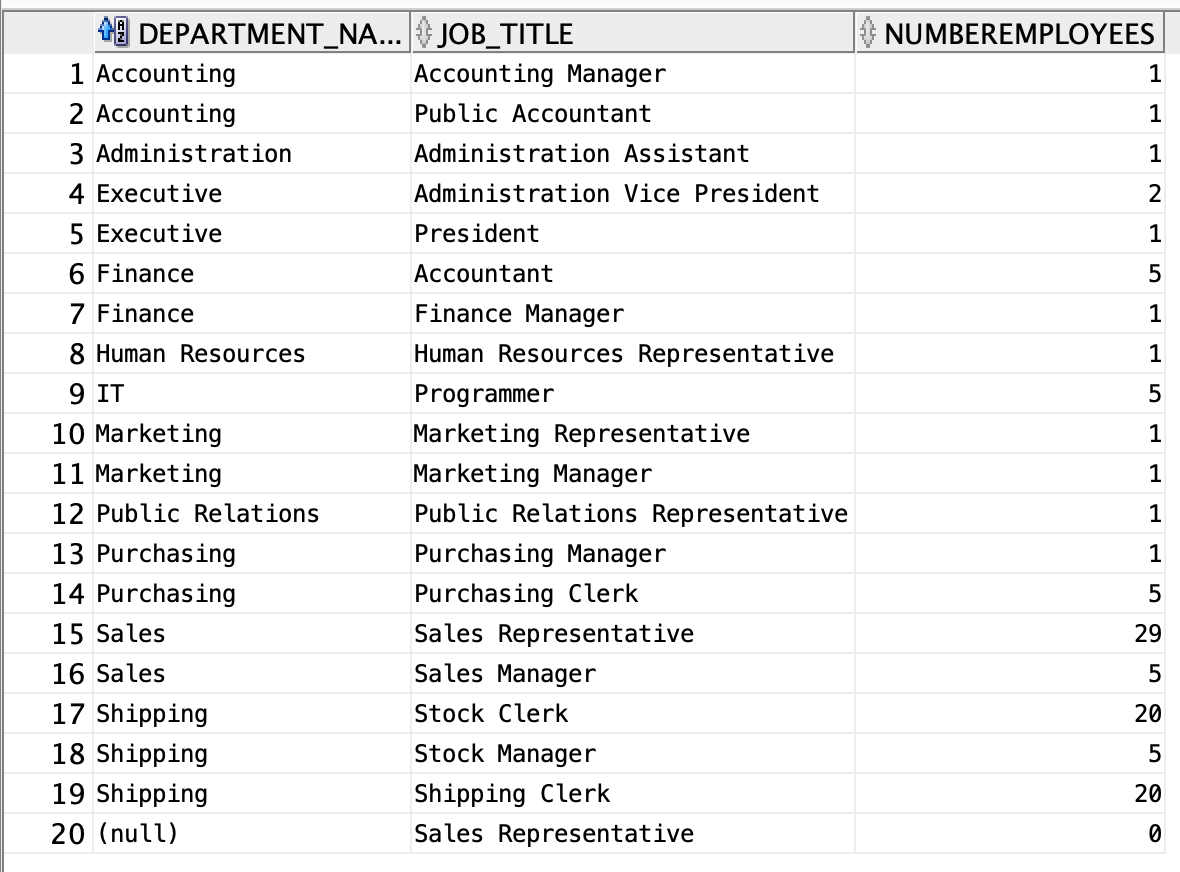 DEPARTMENT_NA... JOB_TITLE NUMBEREMPLOYEES
1 Accounting Accounting Manager 1
2 Accounting Public Accountant 1
3 Administration Administration Assistant 1
4 Executive Administration Vice President 2
5 Executive President 1
6 Finance Accountant 5
7 Finance Finance Manager 1
8 Human Resources Human Resources Representative 1
9 IT Programmer 5
10 Marketing Marketing Representative 1
11 Marketing Marketing Manager 1
12 Public Relations Public Relations Representative 1
13 Purchasing Purchasing Manager 1
14 Purchasing Purchasing Clerk 5
15 Sales Sales Representative 29
16 Sales Sales Manager 5
17 Shipping Stock Clerk 20
18 Shipping Stock Manager 5
19 Shipping Shipping Clerk 20
20 (null) Sales Representative 0